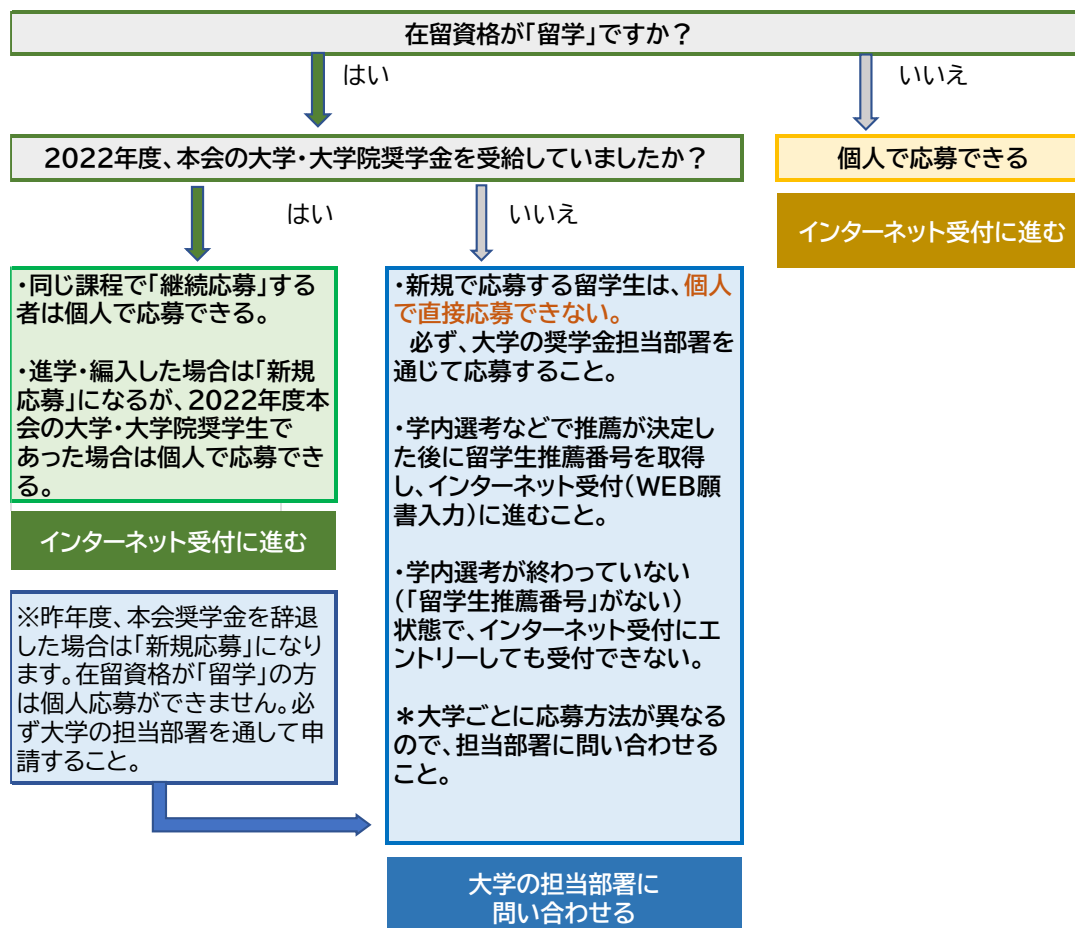 在留資格が「留学」ですか？
はい
いいえ
2022年度、本会の大学・大学院奨学金を受給していましたか？
個人で応募できる
インターネット受付に進む
はい
いいえ
・同じ課程で「継続応募」する
者は個人で応募できる。
・進学・編入した場合は「新規
応募」になるが、2022年度本
会の大学・大学院奨学生で
あった場合は個人で応募でき
る。
インターネット受付に進む
※昨年度、本会奨学金を辞退
した場合は「新規応募」になり
ます。在留資格が「留学」の方
は個人応募ができません。必
ず大学の担当部署を通して申
請すること。
・新規で応募する留学生は、個人
で直接応募できない。
必ず、大学の奨学金担当部署を
通じて応募すること。
・学内選考などで推薦が決定し
た後に留学生推薦番号を取得
し、インターネット受付（WEB願
書入力）に進むこと。
・学内選考が終わっていない
（「留学生推薦番号」がない）
状態で、インターネット受付にエ
ントリーしても受付できない。
＊大学ごとに応募方法が異なる
ので、担当部署に問い合わせる
こと。
大学の担当部署に
問い合わせる